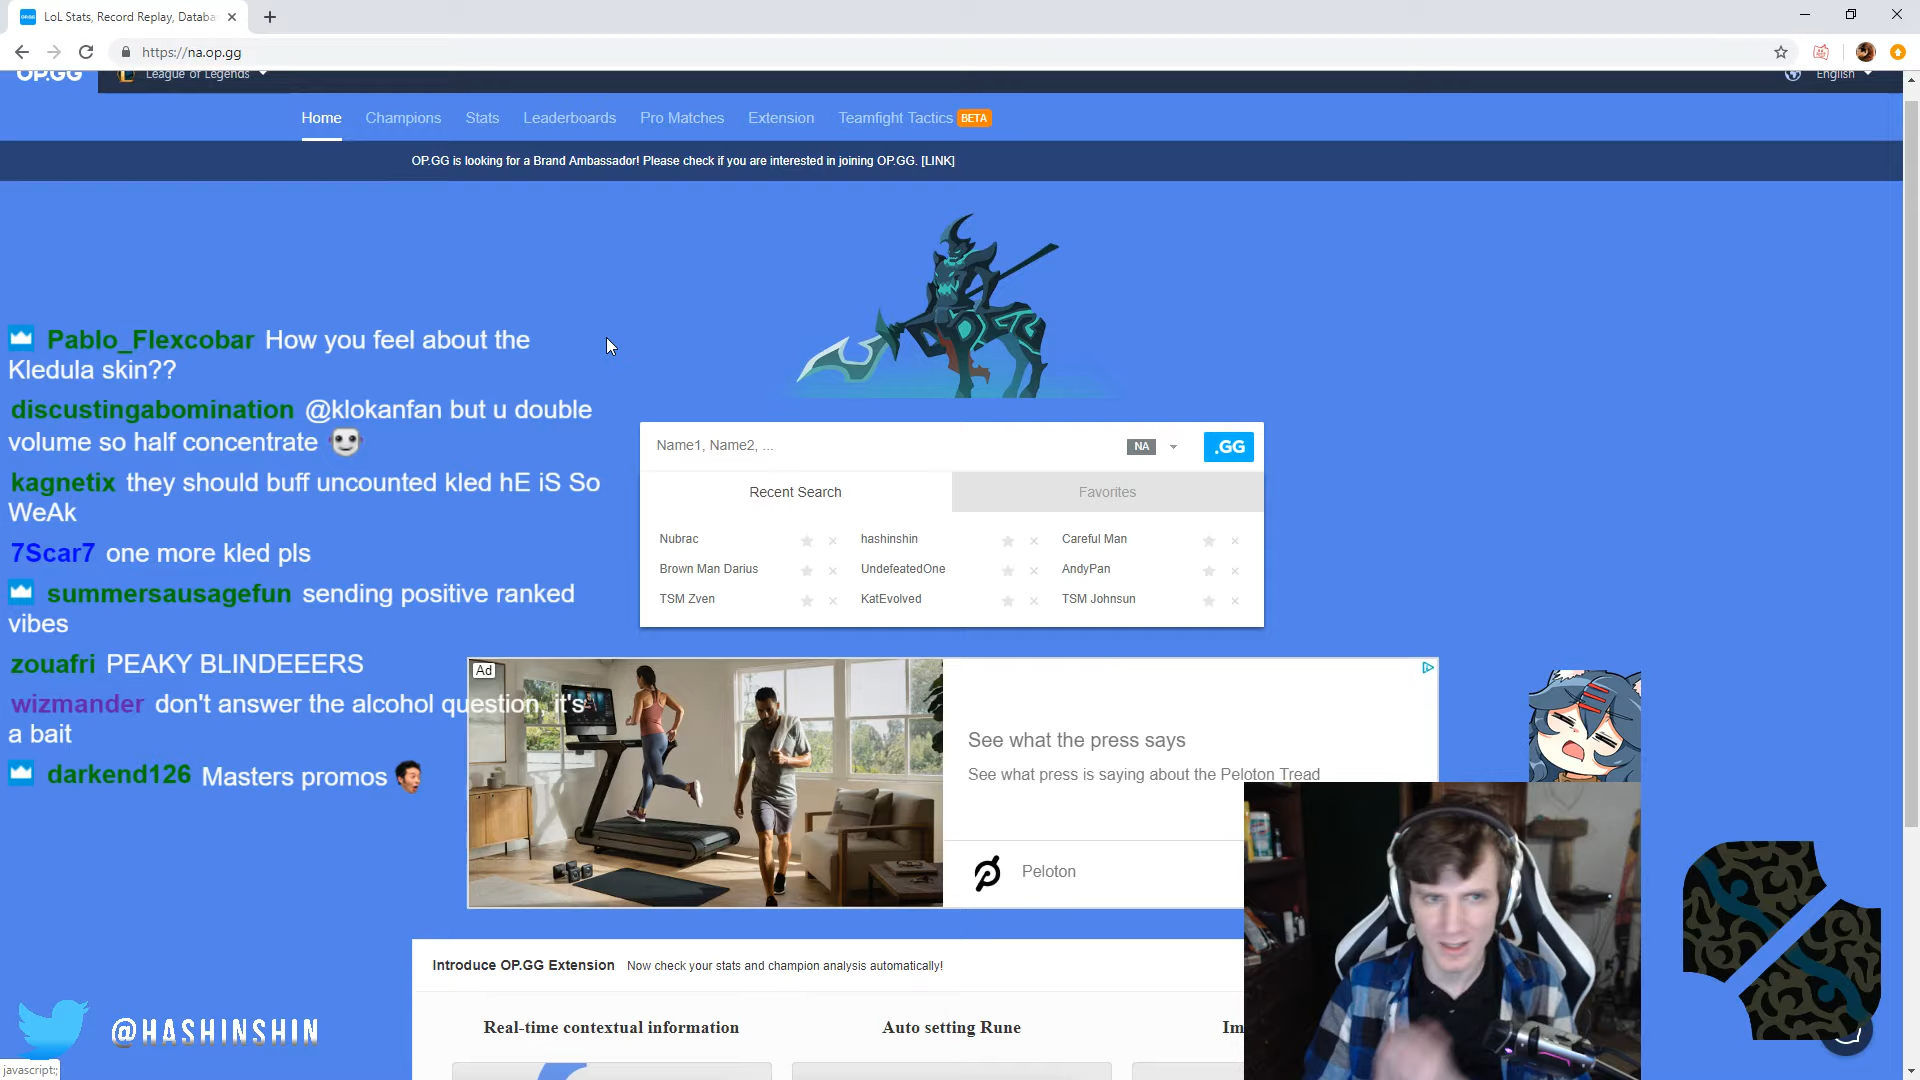 LoL Stats, Record Replay, Databa
https://na.op.gg
OP.GG
League of Legends
English
Home Champions Stats Leaderboards Pro Matches Extension Teamfight Tactics BETA
OP.GG is looking for a Brand Ambassador! Please check if you are interested in joining OP.GG. [LINK]
Pablo_Flexcobar How you feel about the
Kledula skin??
discustingabomination @klokanfan but u double
volume so half concentrate
kagnetix they should buff uncounted kled hE iS So
WeAk
7Scar7 one more kled pls
summersausagefun sending positive ranked
vibes
zouafri PEAKY BLINDEEERS
wizmander don't answer the alcohol question, it's
a bait
darkend126 Masters promos
Name1, Name2, ... NA .GG
Recent Search Favorites
Nubrac hashinshin Careful Man
Brown Man Darius UndefeatedOne AndyPan
TSM Zven KatEvolved TSM Johnsun
Ad
See what the press says
See what press is saying about the Peloton Tread
Peloton
Introduce OP.GG Extension Now check your stats and champion analysis automatically!
Real-time contextual information Auto setting Rune Im
@HASHINSHIN
javascript:;